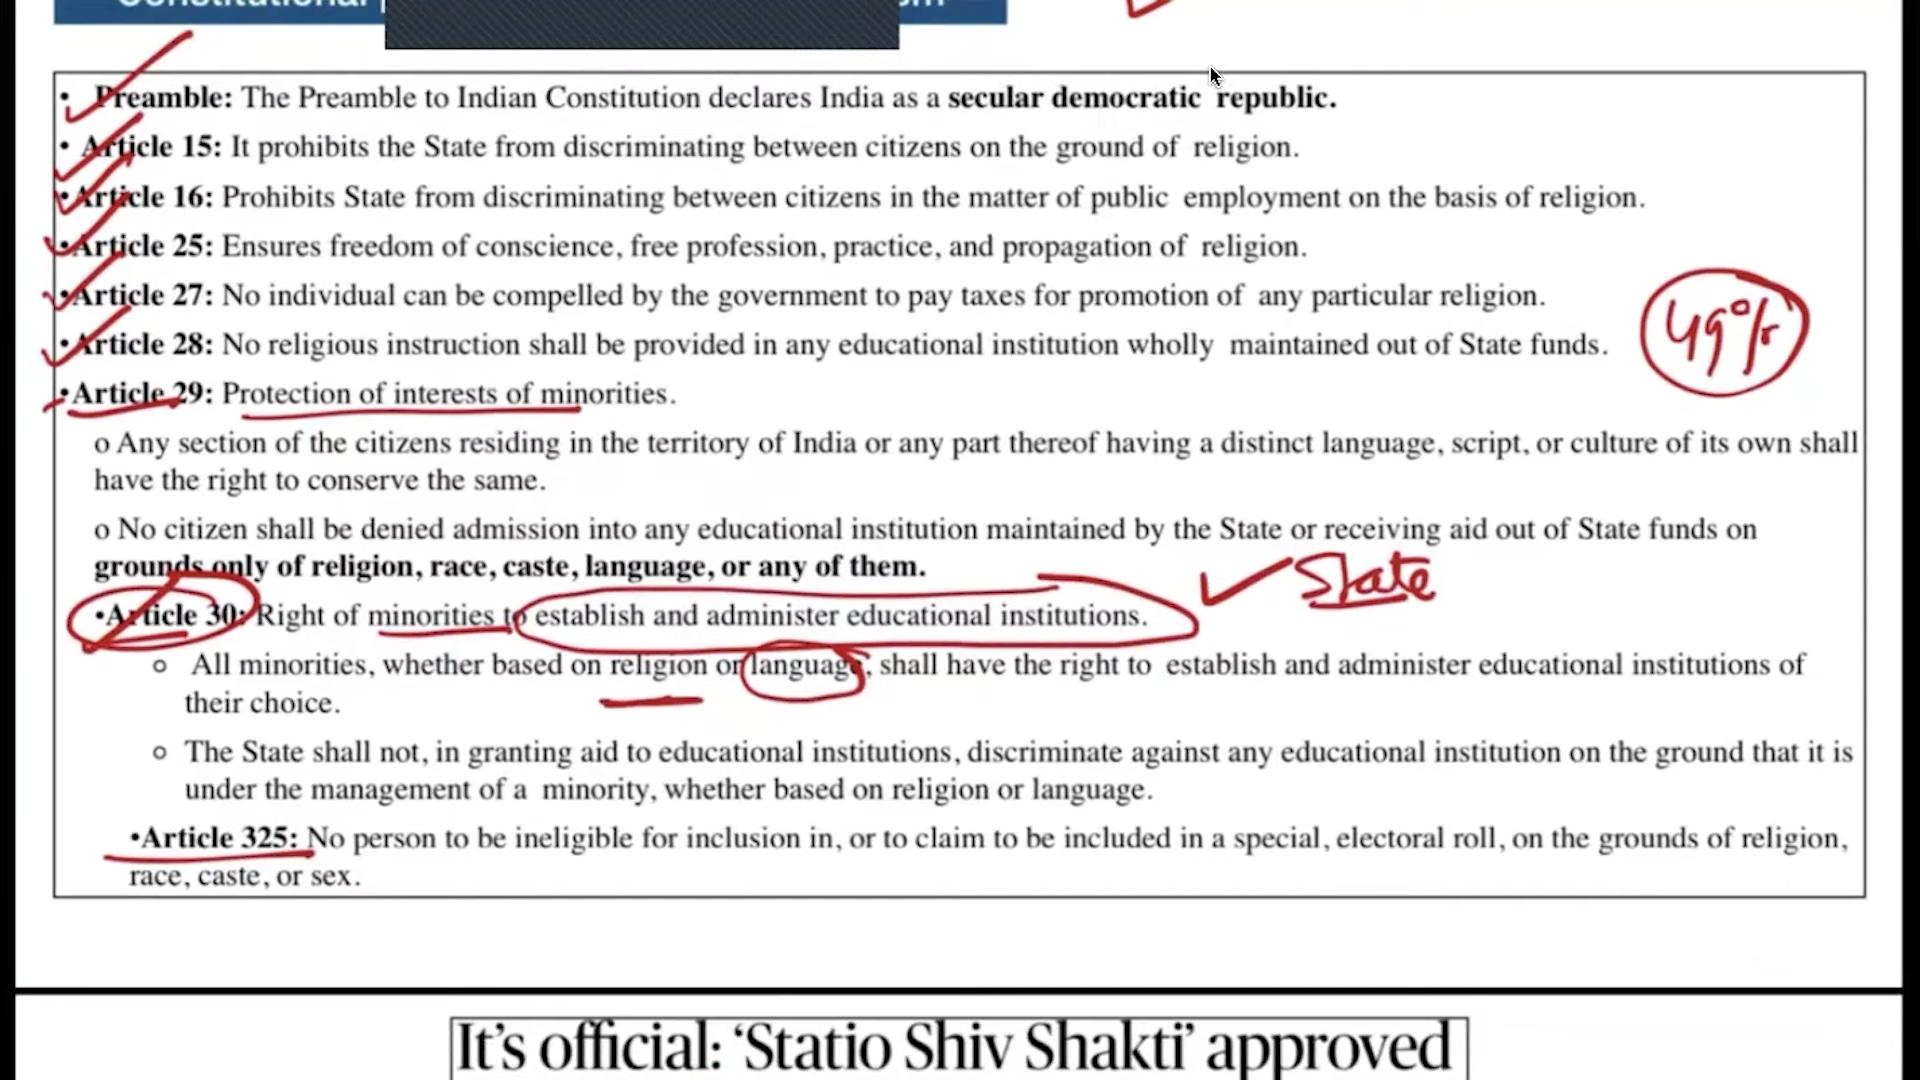 Constitutional
• Preamble: The Preamble to Indian Constitution declares India as a secular democratic republic.
• Article 15: It prohibits the State from discriminating between citizens on the ground of religion.
•Article 16: Prohibits State from discriminating between citizens in the matter of public employment on the basis of religion.
•Article 25: Ensures freedom of conscience, free profession, practice, and propagation of religion.
•Article 27: No individual can be compelled by the government to pay taxes for promotion of any particular religion.
•Article 28: No religious instruction shall be provided in any educational institution wholly maintained out of State funds.
49%
•Article 29: Protection of interests of minorities.
o Any section of the citizens residing in the territory of India or any part thereof having a distinct language, script, or culture of its own shall
have the right to conserve the same.
o No citizen shall be denied admission into any educational institution maintained by the State or receiving aid out of State funds on
grounds only of religion, race, caste, language, or any of them.
State
•Article 30: Right of minorities to establish and administer educational institutions.
o All minorities, whether based on religion or language, shall have the right to establish and administer educational institutions of
their choice.
o The State shall not, in granting aid to educational institutions, discriminate against any educational institution on the ground that it is
under the management of a minority, whether based on religion or language.
•Article 325: No person to be ineligible for inclusion in, or to claim to be included in a special, electoral roll, on the grounds of religion,
race, caste, or sex.
It's official: ‘Statio Shiv Shakti’ approved